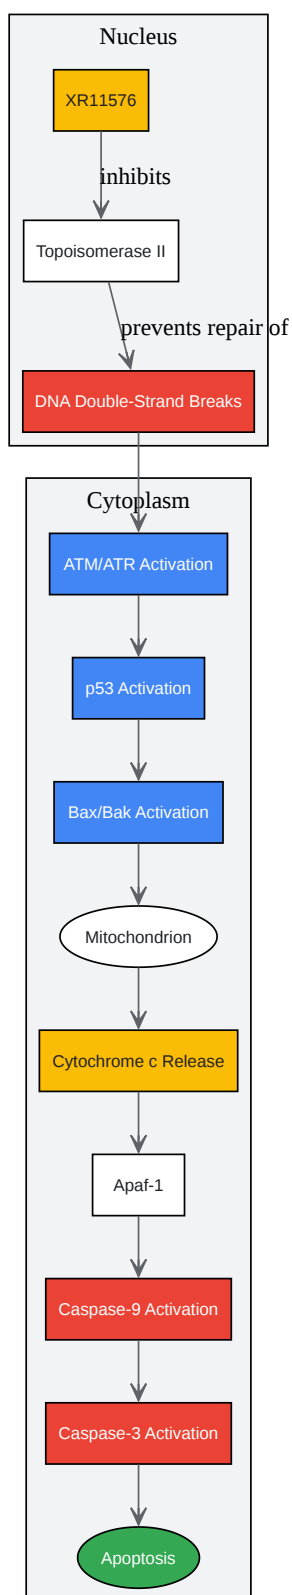 Nucleus
XR11576
inhibits
Topoisomerase II
prevents repair of
DNA Double-Strand Breaks
Cytoplasm
ATM/ATR Activation
p53 Activation
Bax/Bak Activation
Mitochondrion
Cytochrome c Release
Apaf-1
Caspase-9 Activation
Caspase-3 Activation
Apoptosis